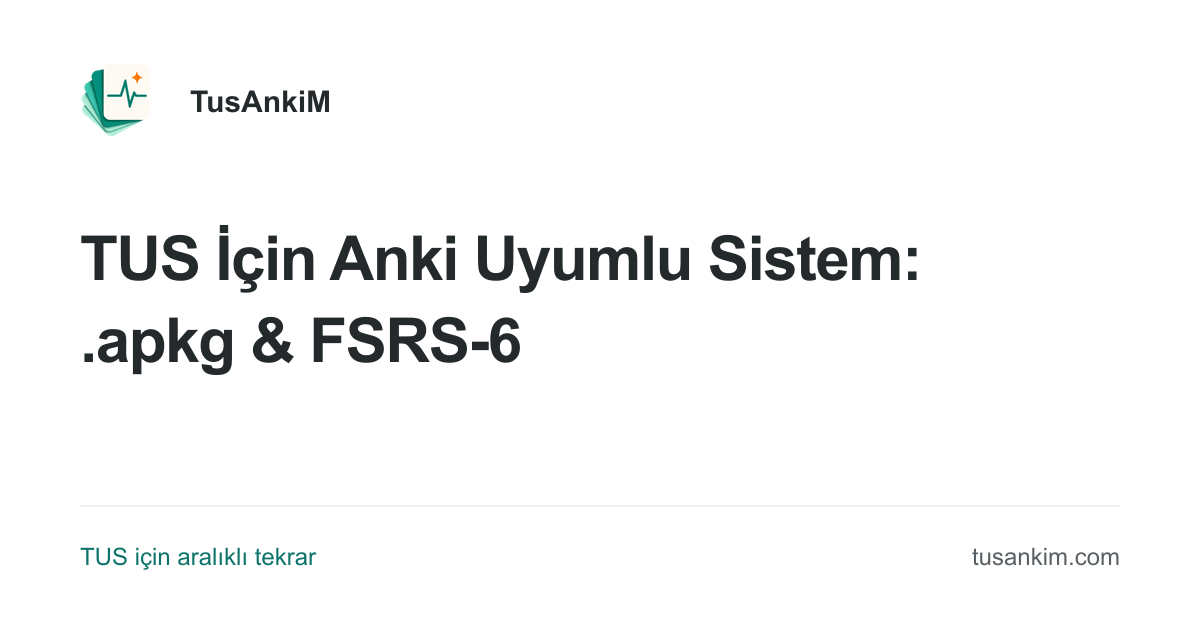 TusAnkiM
TUS İçin Anki Uyumlu Sistem:
.apkg & FSRS-6
TUS için aralıklı tekrar
tusankim.com